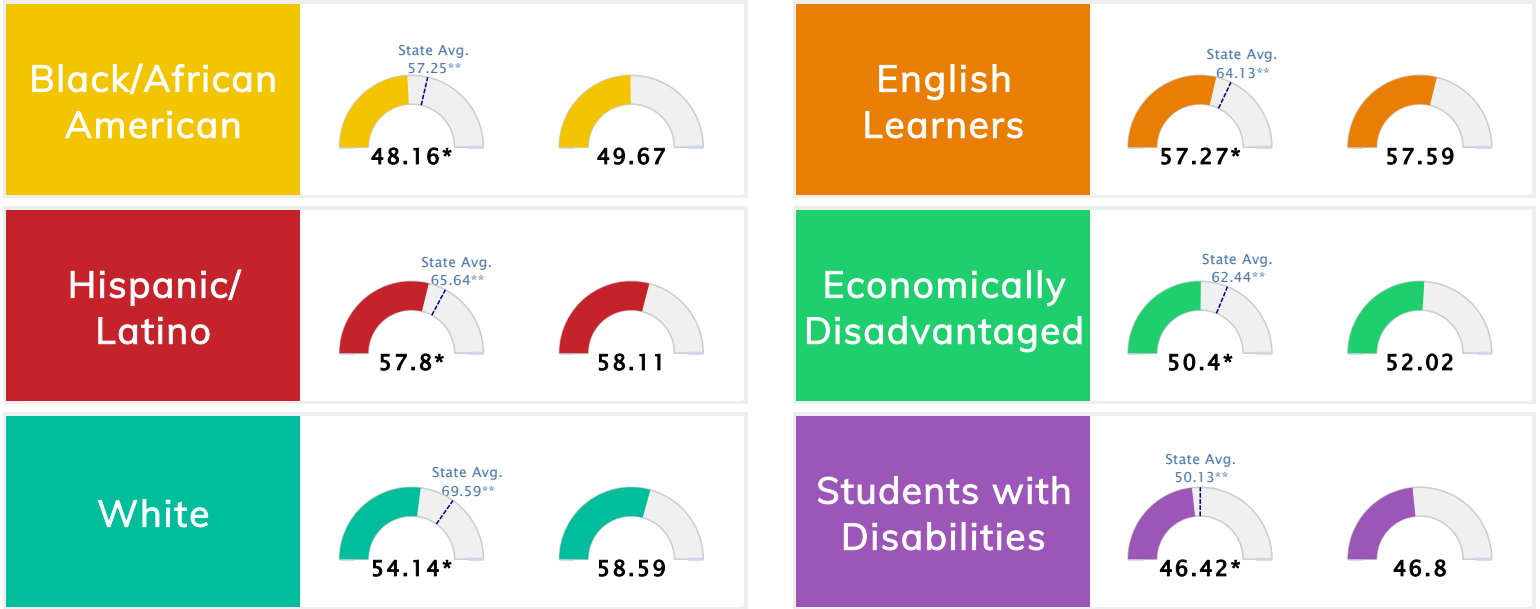 Black/African
American
State Avg.
57.25**
48.16*
49.67
English
Learners
State Avg.
64.13**
57.27*
57.59
Hispanic/
Latino
State Avg.
65.64**
57.8*
58.11
Economically
Disadvantaged
State Avg.
62.44**
50.4*
52.02
White
State Avg.
69.59**
54.14*
58.59
Students with
Disabilities
State Avg.
50.13**
46.42*
46.8